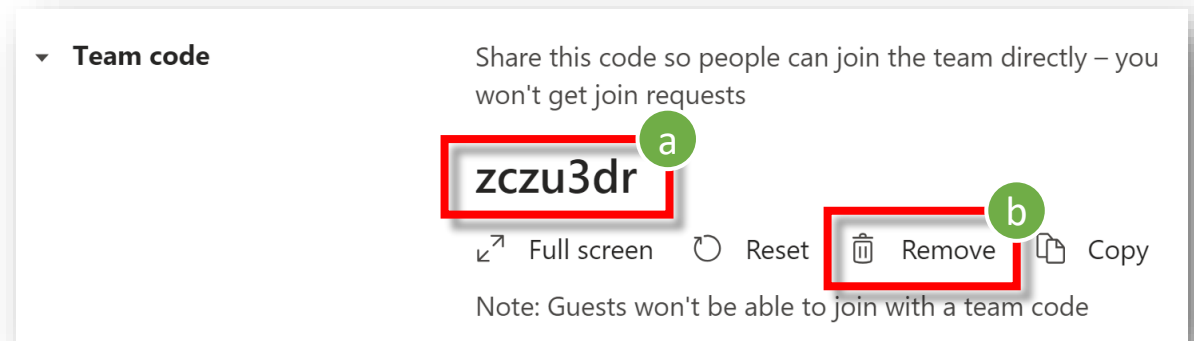 Team code
Share this code so people can join the team directly – you
won't get join requests
a
zczu3dr
b
Full screen Reset Remove Copy
Note: Guests won't be able to join with a team code